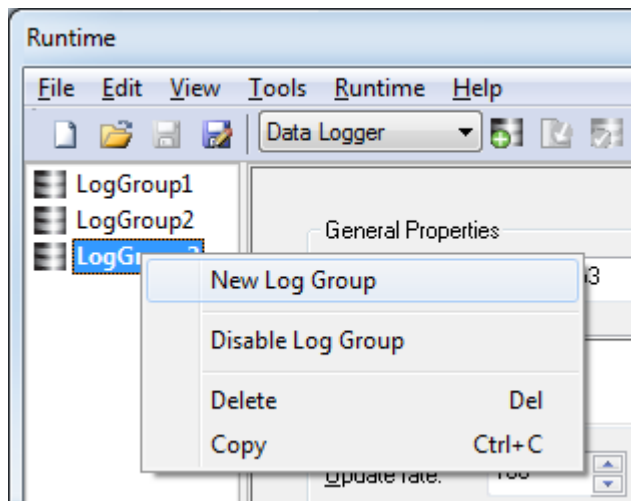 Runtime
File Edit View Tools Runtime Help
Data Logger
LogGroup1
LogGroup2
General Properties
New Log Group
Disable Log Group
Delete Del
Copy Ctrl+C